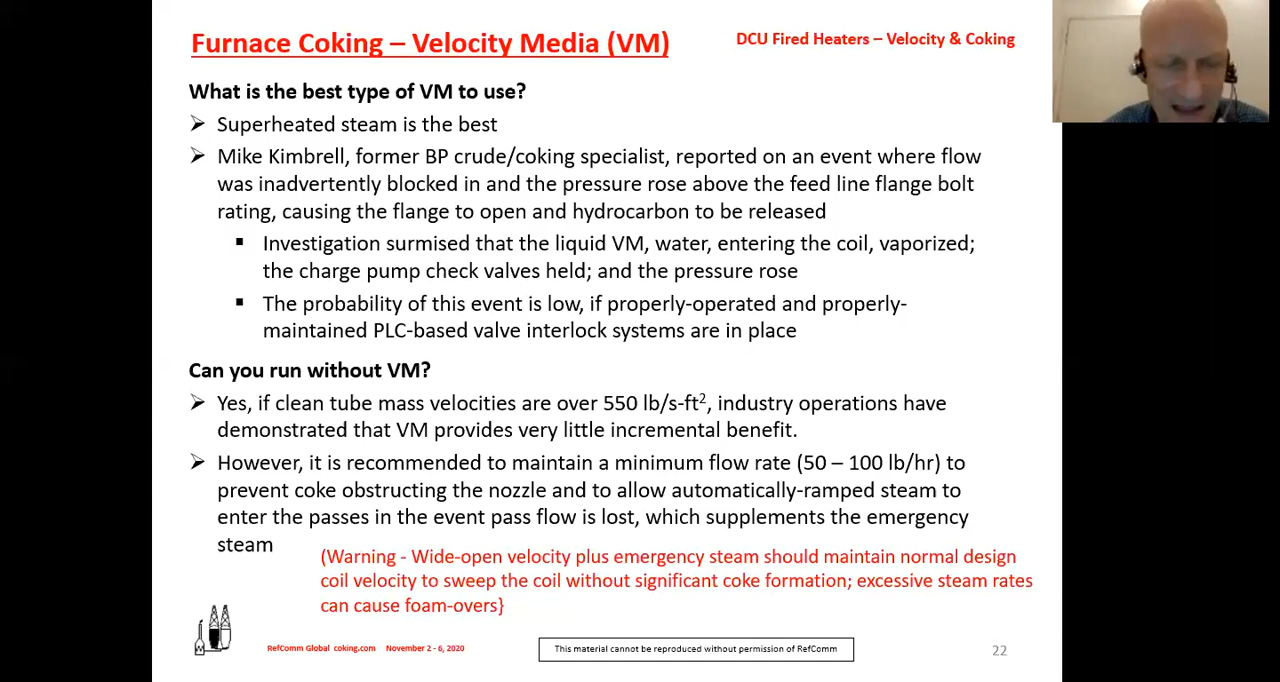 Furnace Coking – Velocity Media (VM)
DCU Fired Heaters – Velocity & Coking
What is the best type of VM to use?
➢ Superheated steam is the best
➢ Mike Kimbrell, former BP crude/coking specialist, reported on an event where flow
was inadvertently blocked in and the pressure rose above the feed line flange bolt
rating, causing the flange to open and hydrocarbon to be released
▪ Investigation surmised that the liquid VM, water, entering the coil, vaporized;
the charge pump check valves held; and the pressure rose
▪ The probability of this event is low, if properly-operated and properly-
maintained PLC-based valve interlock systems are in place
Can you run without VM?
➢ Yes, if clean tube mass velocities are over 550 lb/s-ft², industry operations have
demonstrated that VM provides very little incremental benefit.
➢ However, it is recommended to maintain a minimum flow rate (50 – 100 lb/hr) to
prevent coke obstructing the nozzle and to allow automatically-ramped steam to
enter the passes in the event pass flow is lost, which supplements the emergency
steam
(Warning - Wide-open velocity plus emergency steam should maintain normal design
coil velocity to sweep the coil without significant coke formation; excessive steam rates
can cause foam-overs}
RefComm Global coking.com November 2 - 6, 2020
This material cannot be reproduced without permission of RefComm
22